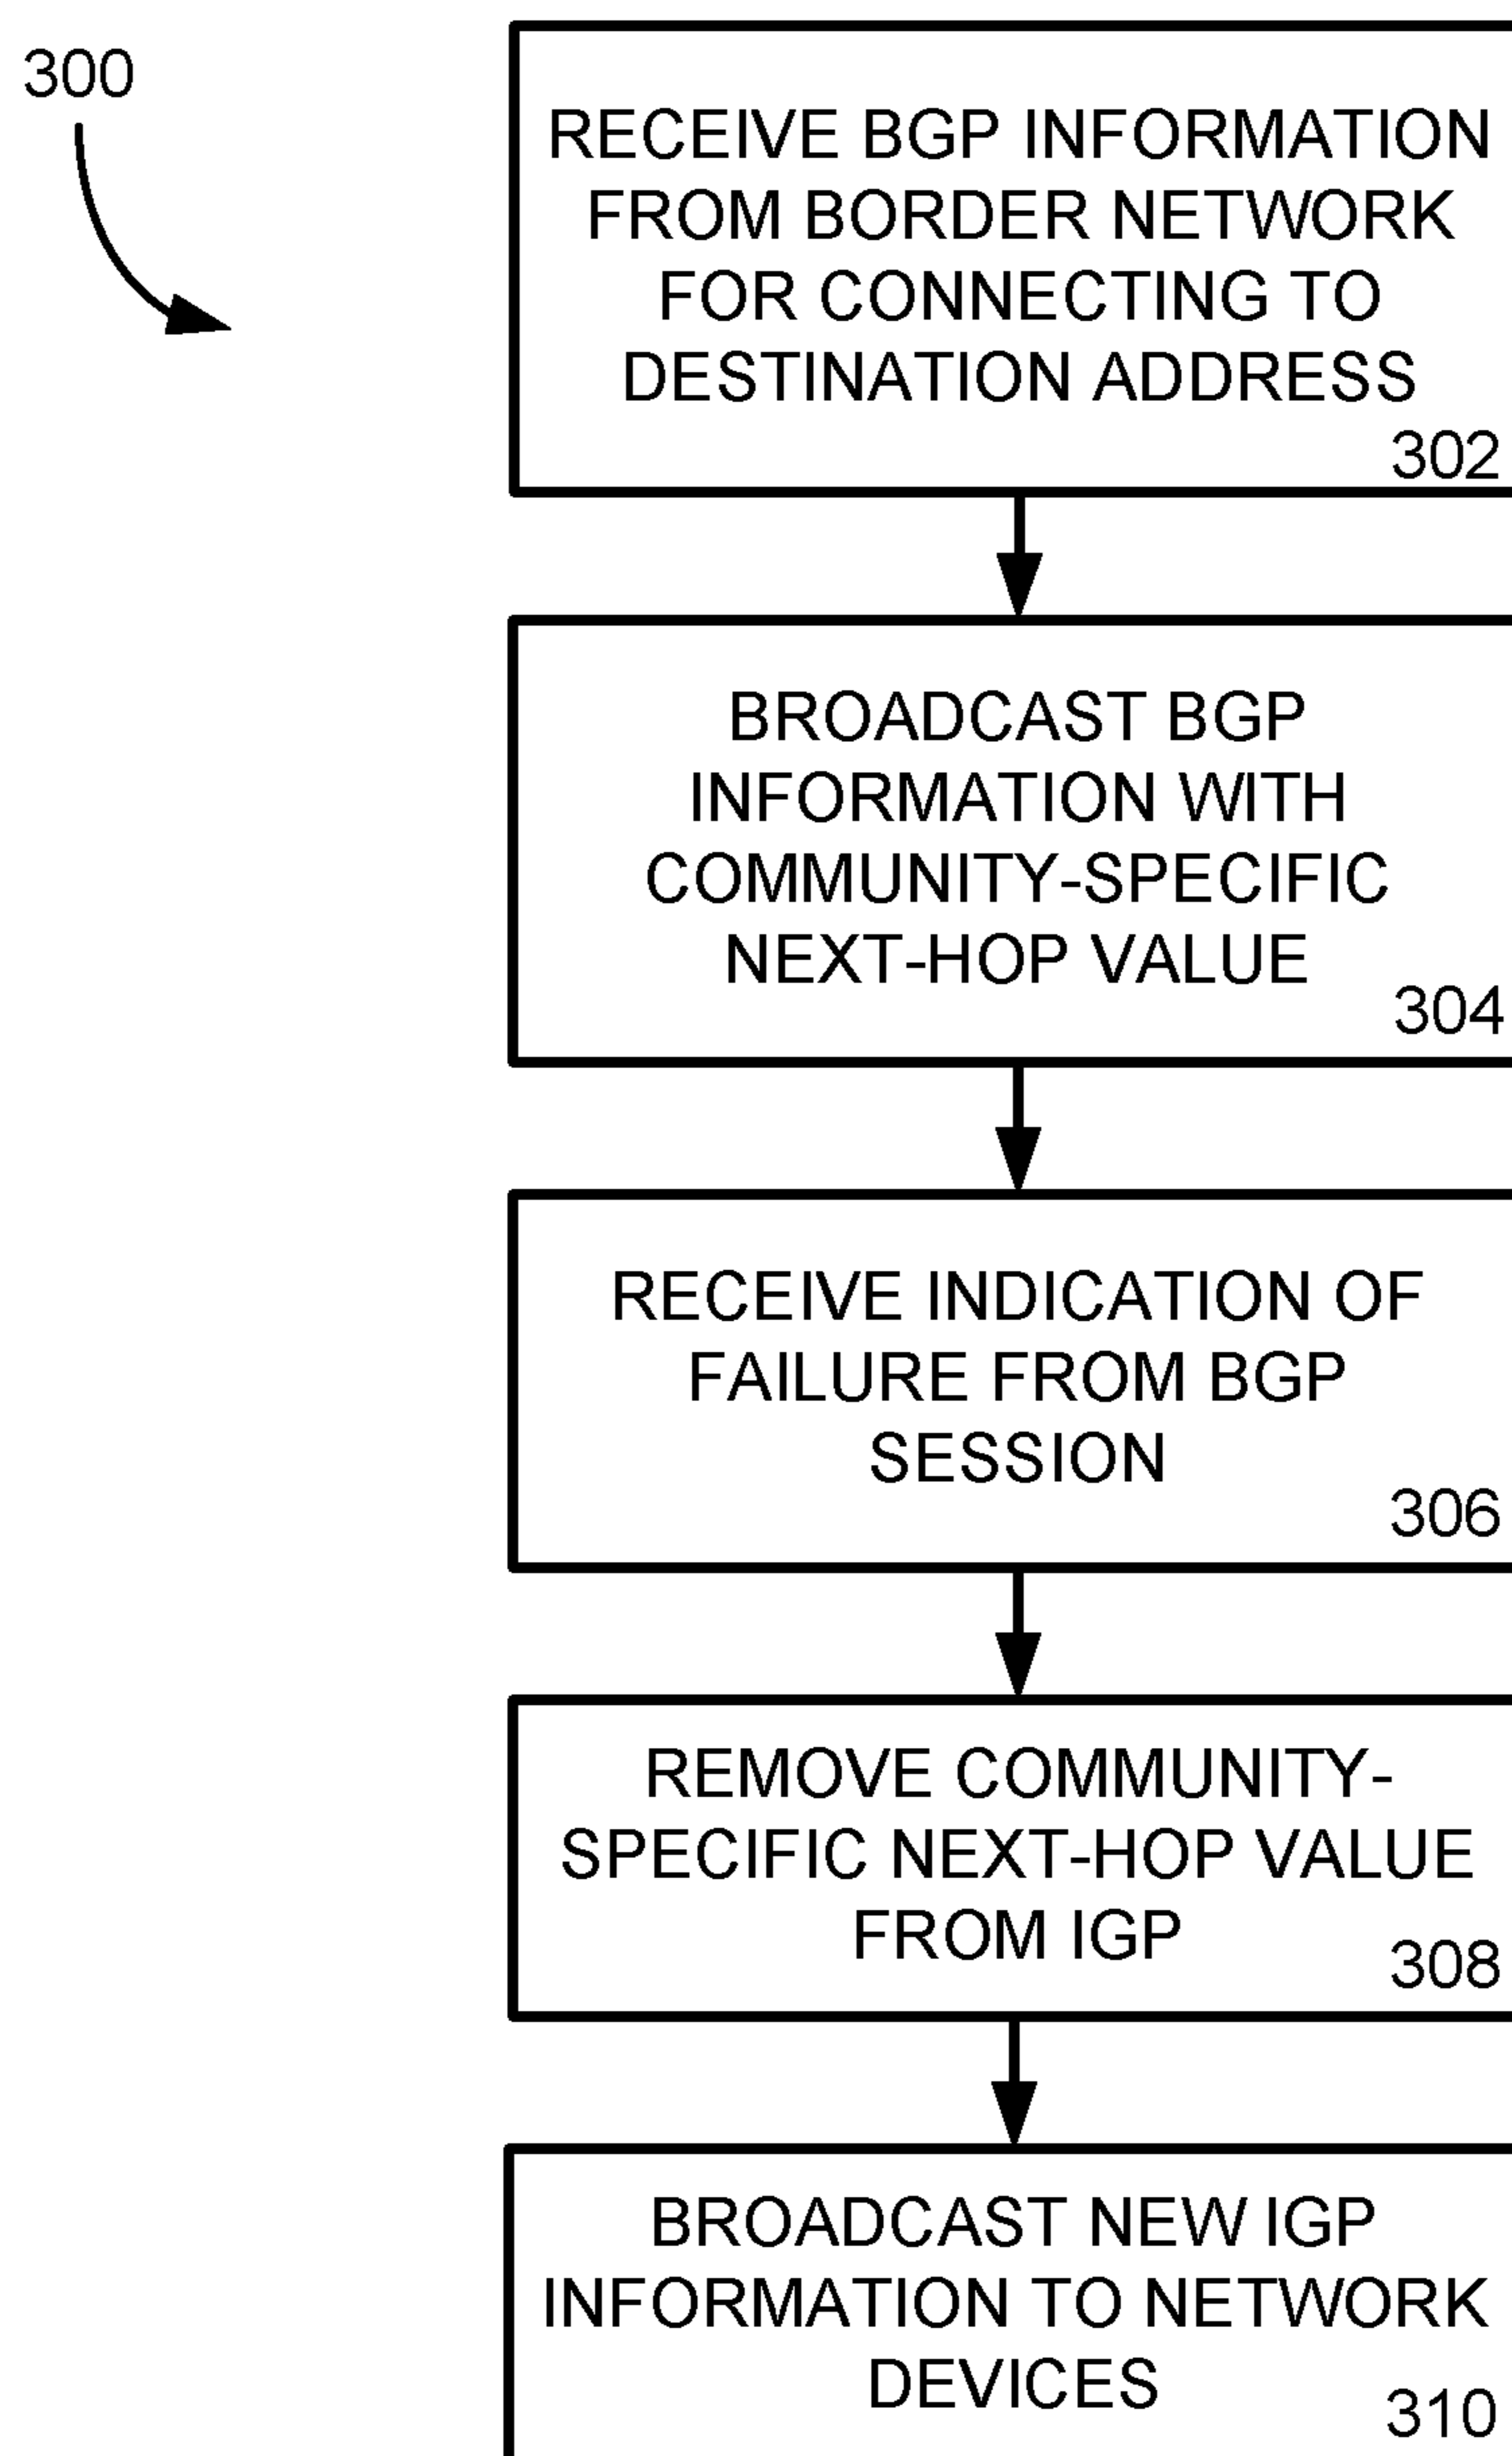 300
RECEIVE BGP INFORMATION
FROM BORDER NETWORK
FOR CONNECTING TO
DESTINATION ADDRESS
302
BROADCAST BGP
INFORMATION WITH
COMMUNITY-SPECIFIC
NEXT-HOP VALUE
304
RECEIVE INDICATION OF
FAILURE FROM BGP
SESSION
306
REMOVE COMMUNITY-
SPECIFIC NEXT-HOP VALUE
FROM IGP
308
BROADCAST NEW IGP
INFORMATION TO NETWORK
DEVICES
310